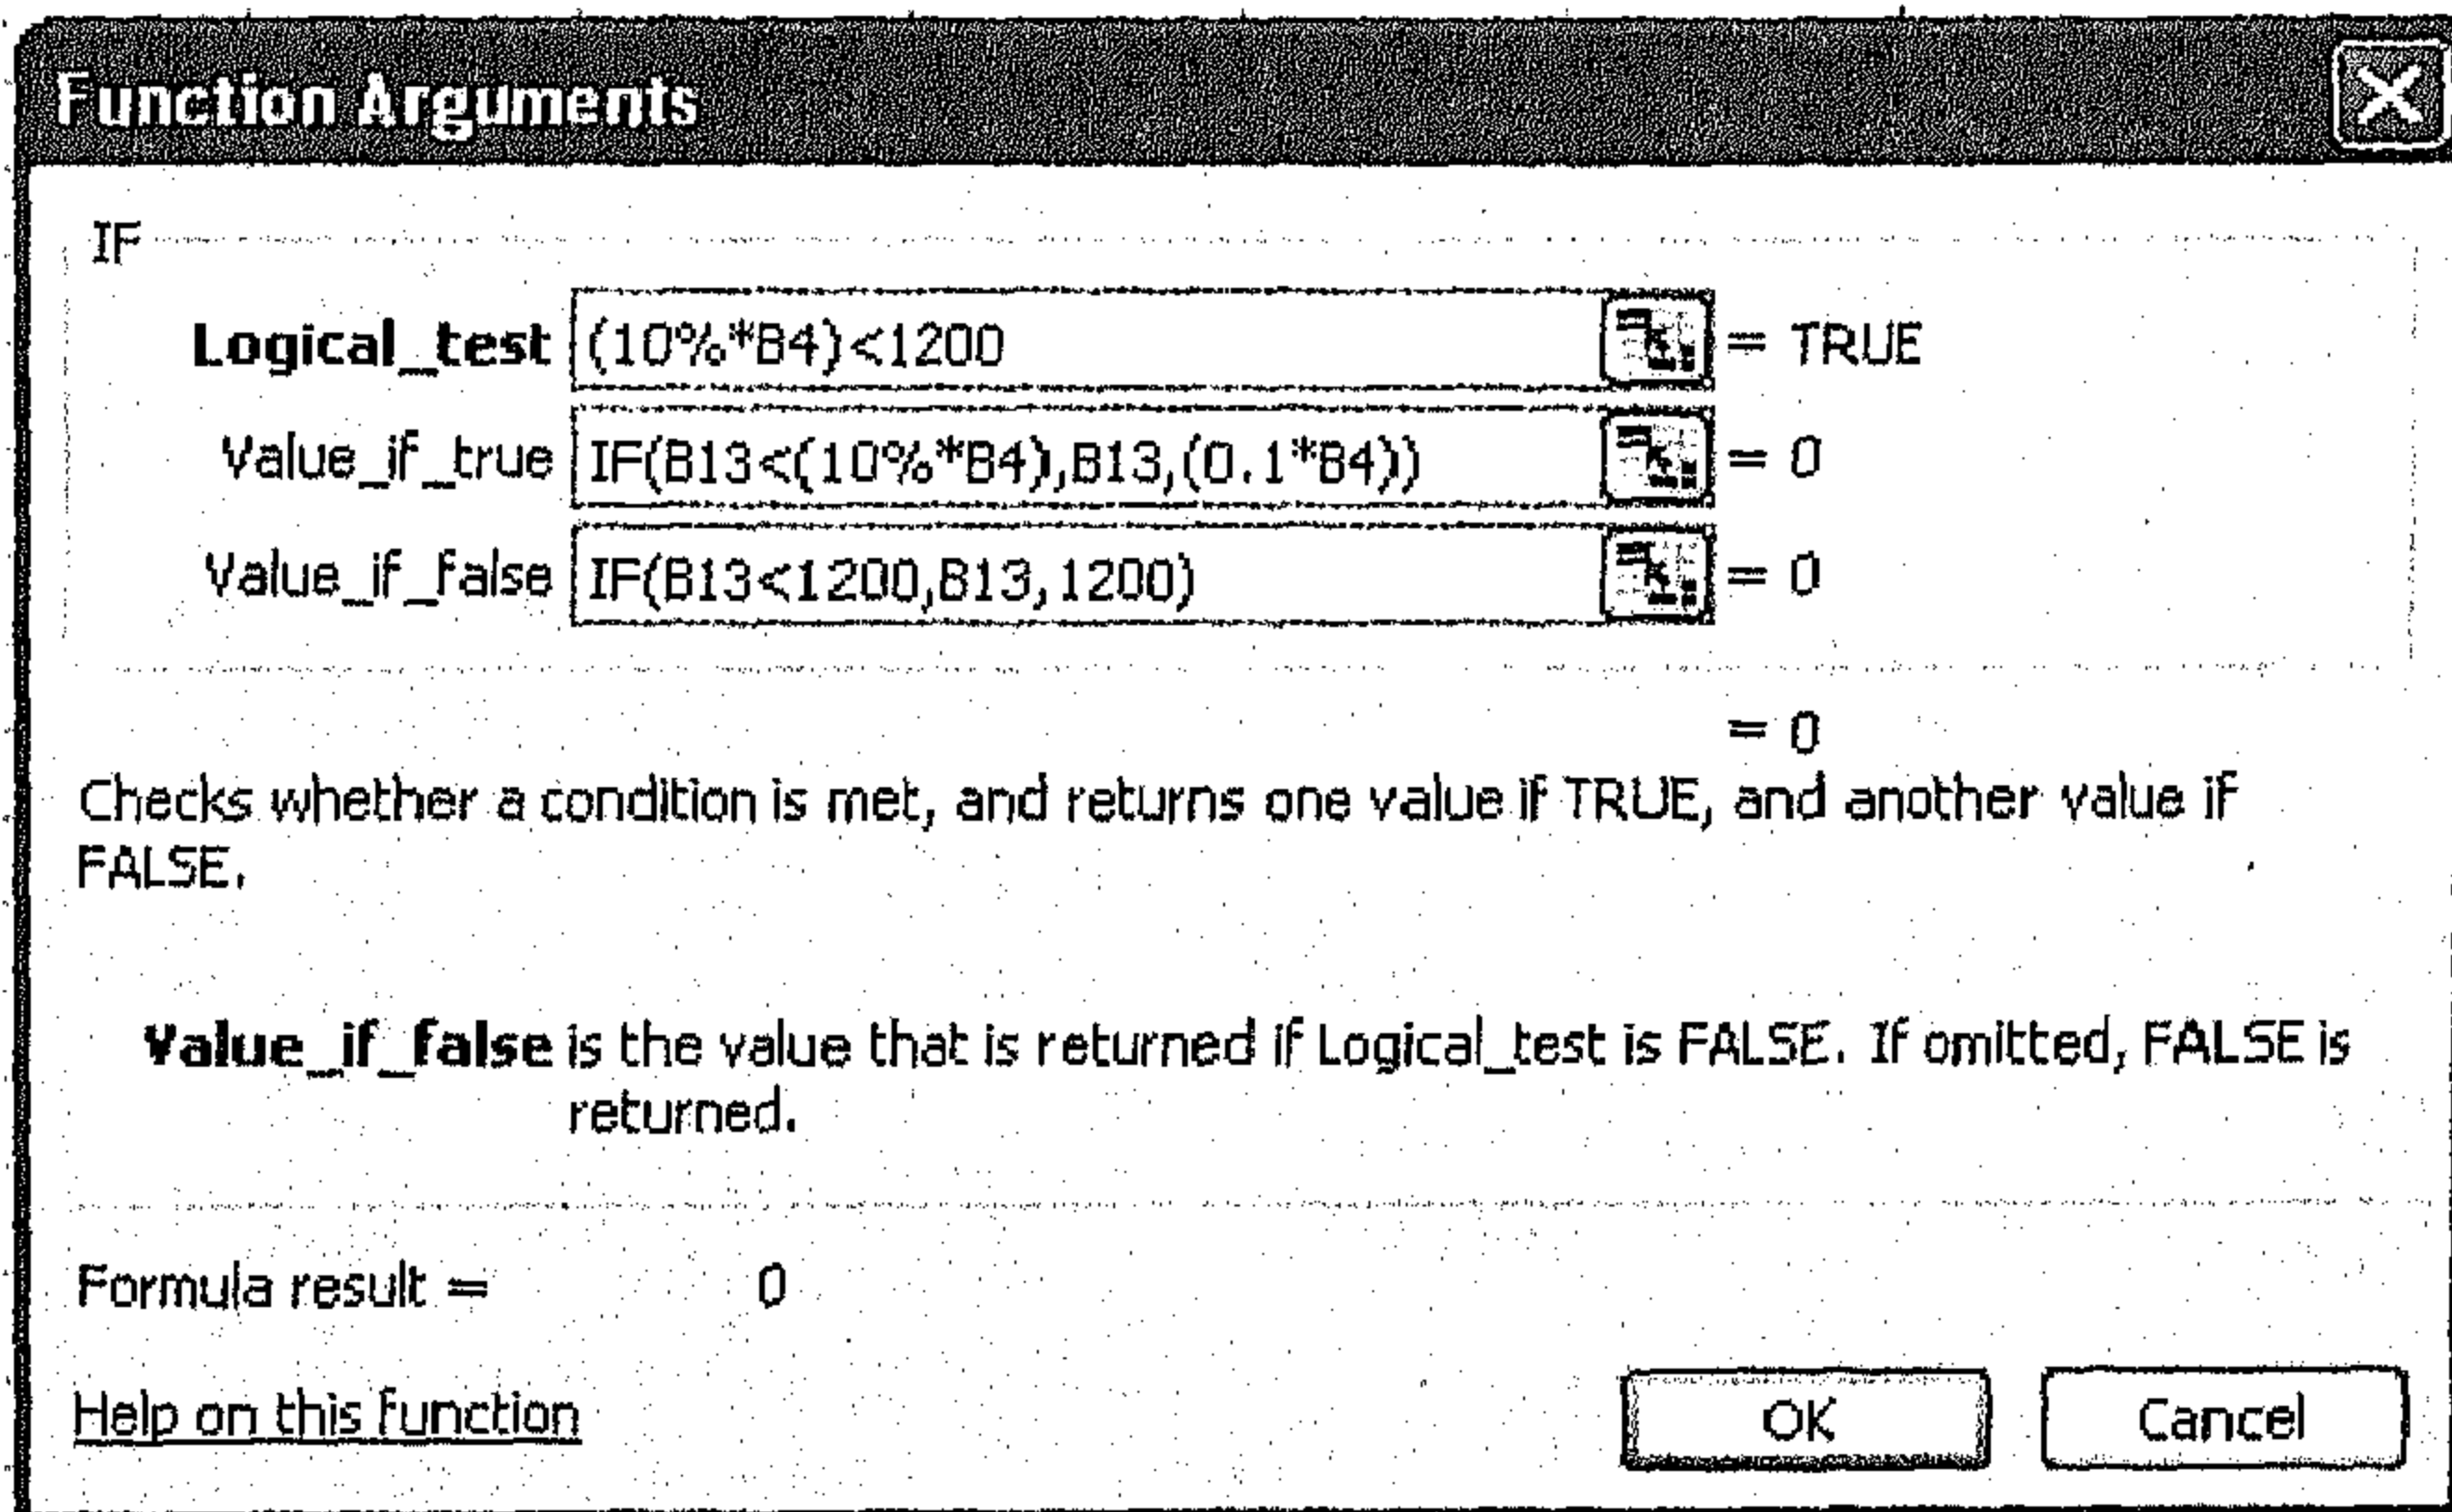 Function Arguments
IF
Logical_test (10%*B4)<1200 = TRUE
Value_if_true IF(B13<(10%*B4),B13,(0.1*B4)) = 0
Value_if_false IF(B13<1200,B13,1200) = 0
= 0
Checks whether a condition is met, and returns one value if TRUE, and another value if
FALSE.
Value_if_false is the value that is returned if Logical_test is FALSE. If omitted, FALSE is
returned.
Formula result = 0
Help on this function
OK Cancel